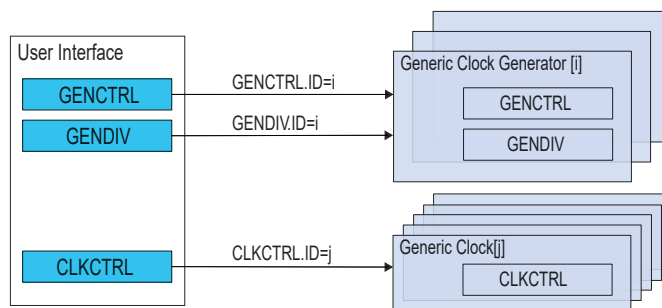 User Interface
GENCTRL
GENDIV
CLKCTRL
GENCTRL.ID=i
GENDIV.ID=i
CLKCTRL.ID=j
Generic Clock Generator [i]
GENCTRL
GENDIV
Generic Clock[j]
CLKCTRL